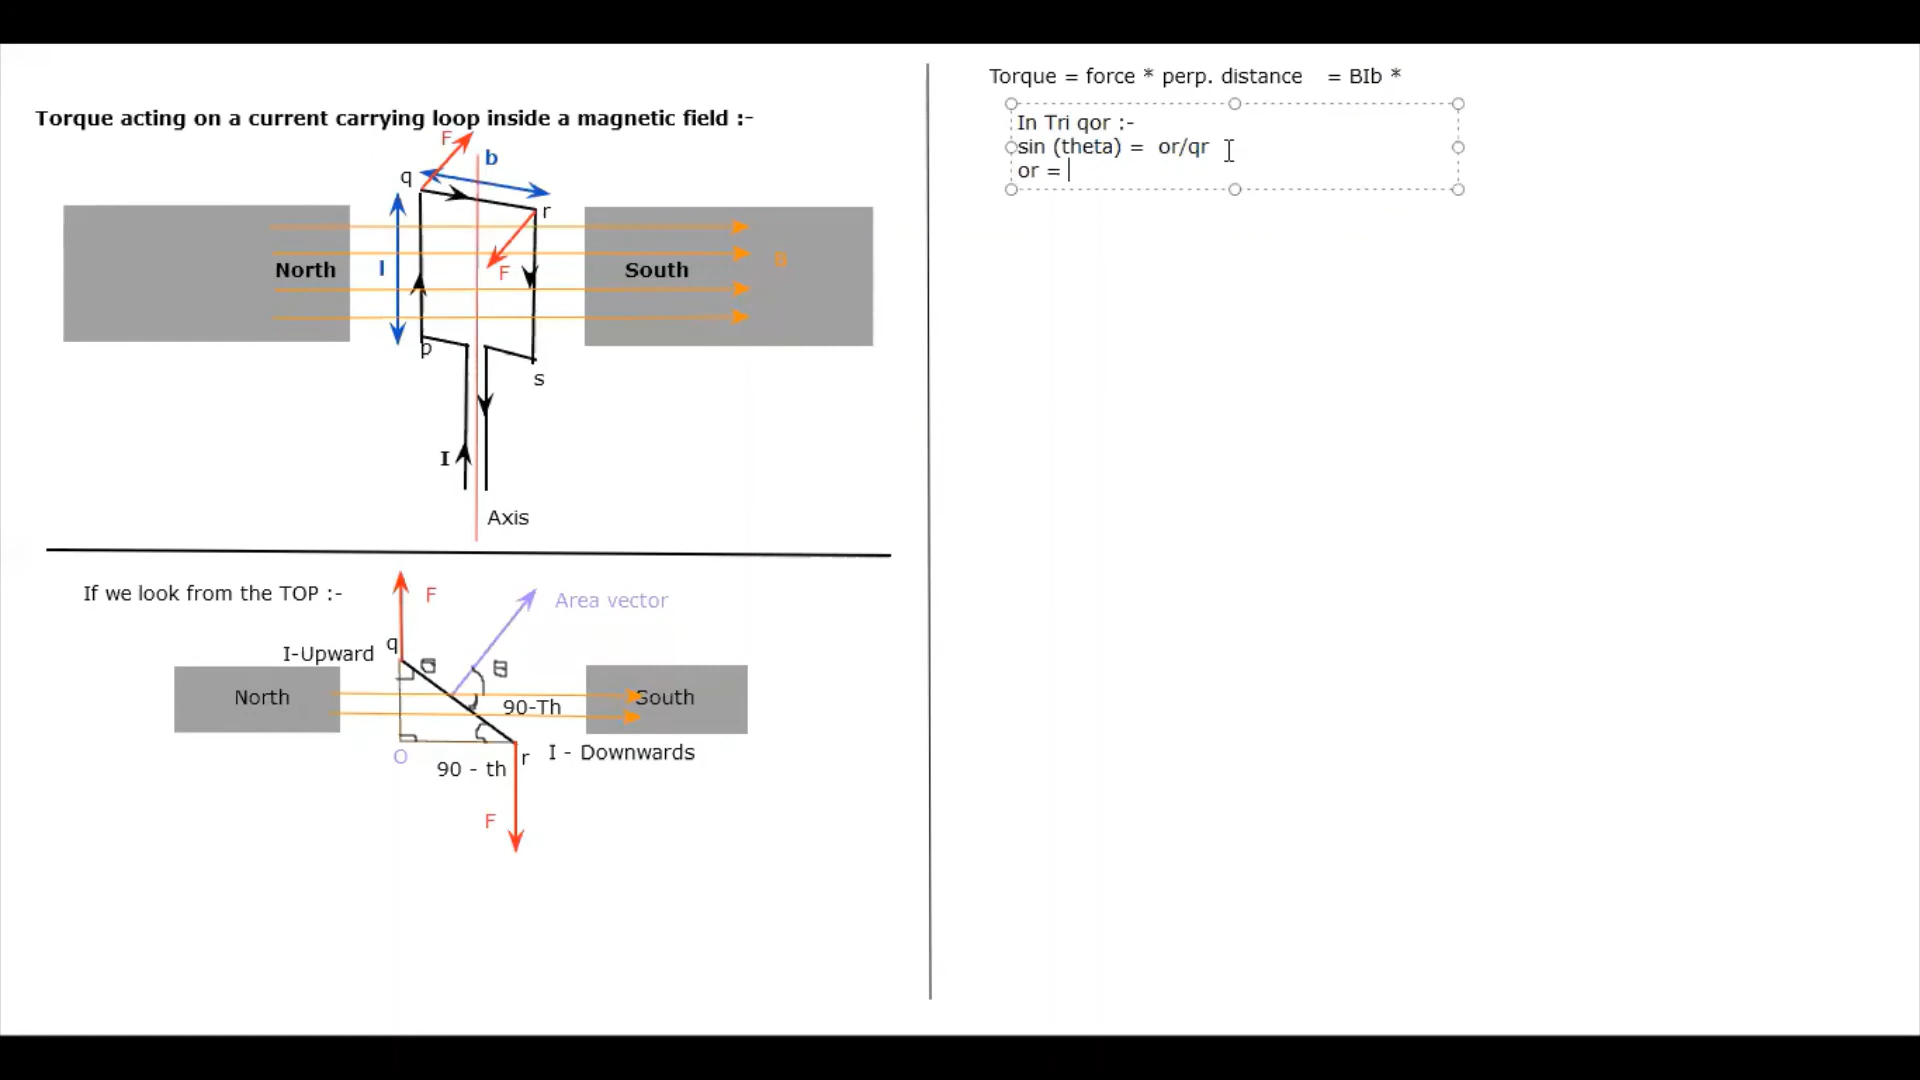 Torque acting on a current carrying loop inside a magnetic field :-
F
b
q
r
North
l
F
South
B
p
s
I
Axis
If we look from the TOP :-
F
Area vector
q
I-Upward
North
90-Th
South
O
r
I - Downwards
90 - th
F
Torque = force * perp. distance = BIb *
In Tri qor :-
sin (theta) = or/qr
or =